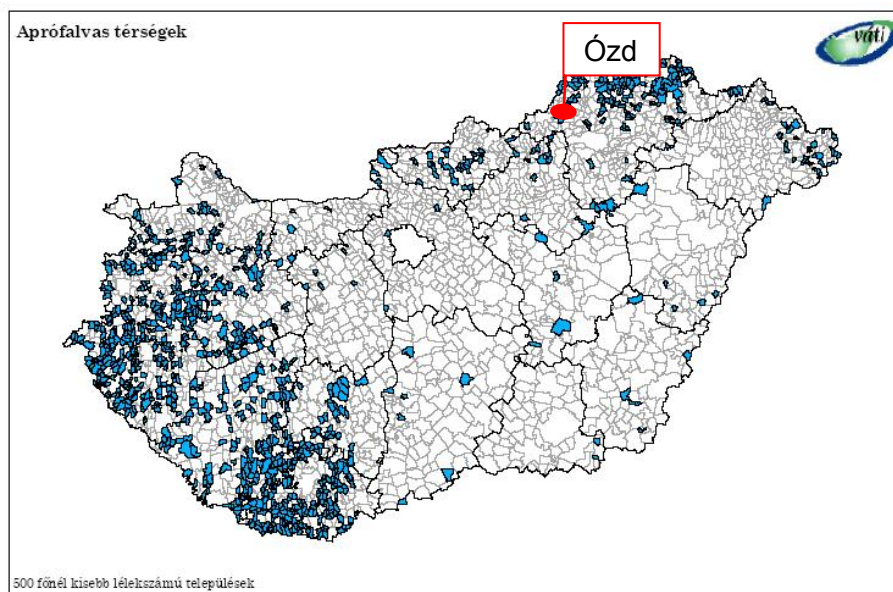 Aprófalvas térségek
váti
Ózd
500 főnél kisebb lélekszámú települések